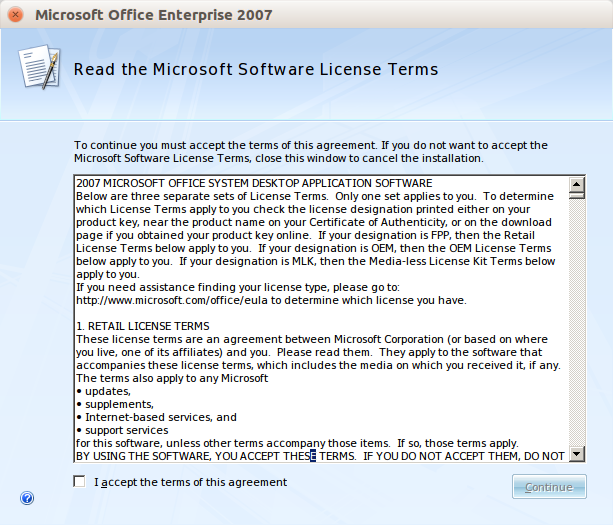 Microsoft Office Enterprise 2007
Read the Microsoft Software License Terms
To continue you must accept the terms of this agreement. If you do not want to accept the
Microsoft Software License Terms, close this window to cancel the installation.
2007 MICROSOFT OFFICE SYSTEM DESKTOP APPLICATION SOFTWARE
Below are three separate sets of License Terms.  Only one set applies to you.  To determine
which License Terms apply to you check the license designation printed either on your
product key, near the product name on your Certificate of Authenticity, or on the download
page if you obtained your product key online.  If your designation is FPP, then the Retail
License Terms below apply to you.  If your designation is OEM, then the OEM License Terms
below apply to you.  If your designation is MLK, then the Media-less License Kit Terms below
apply to you.
If you need assistance finding your license type, please go to:
http://www.microsoft.com/office/eula to determine which license you have.
1. RETAIL LICENSE TERMS
These license terms are an agreement between Microsoft Corporation (or based on where
you live, one of its affiliates) and you.  Please read them.  They apply to the software that
accompanies these license terms, which includes the media on which you received it, if any.
The terms also apply to any Microsoft
• updates,
• supplements,
• Internet-based services, and
• support services
for this software, unless other terms accompany those items.  If so, those terms apply.
BY USING THE SOFTWARE, YOU ACCEPT THESE TERMS.  IF YOU DO NOT ACCEPT THEM, DO NOT
I accept the terms of this agreement
Continue